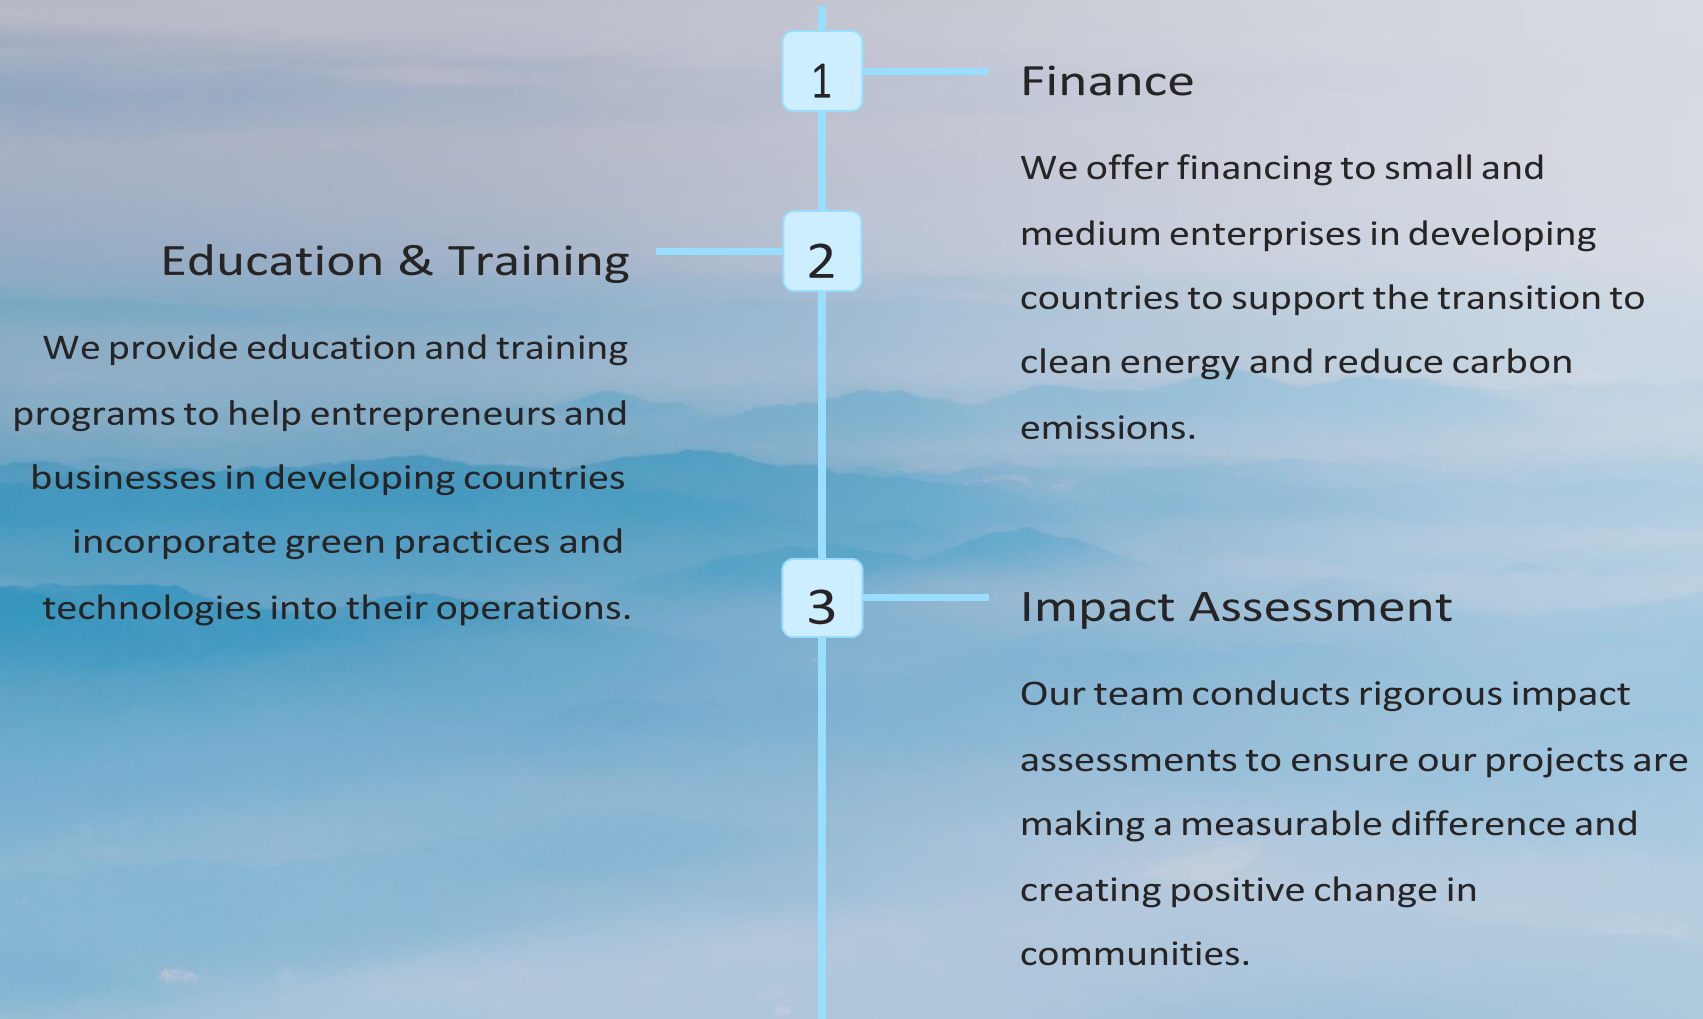 1
Finance
We offer financing to small and
medium enterprises in developing
countries to support the transition to
clean energy and reduce carbon
emissions.
2
Education & Training
We provide education and training
programs to help entrepreneurs and
businesses in developing countries
incorporate green practices and
technologies into their operations.
3
Impact Assessment
Our team conducts rigorous impact
assessments to ensure our projects are
making a measurable difference and
creating positive change in
communities.